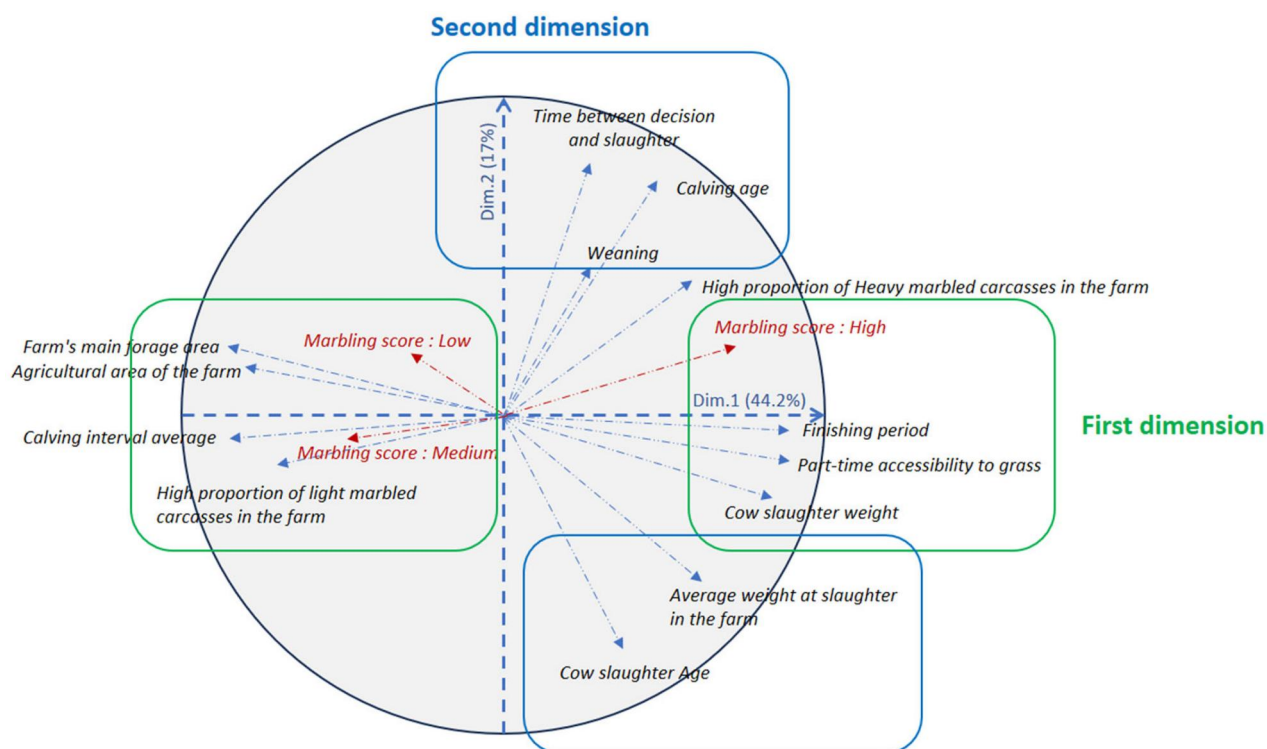 Second dimension
Time between decision
and slaughter
Dim.2 (17%)
Calving age
Weaning
High proportion of Heavy marbled carcasses in the farm
Marbling score : High
Marbling score : Low
Farm's main forage area
Agricultural area of the farm
Dim.1 (44.2%)
First dimension
Finishing period
Calving interval average
Marbling score : Medium
Part-time accessibility to grass
High proportion of light marbled
carcasses in the farm
Cow slaughter weight
Average weight at slaughter
in the farm
Cow slaughter Age